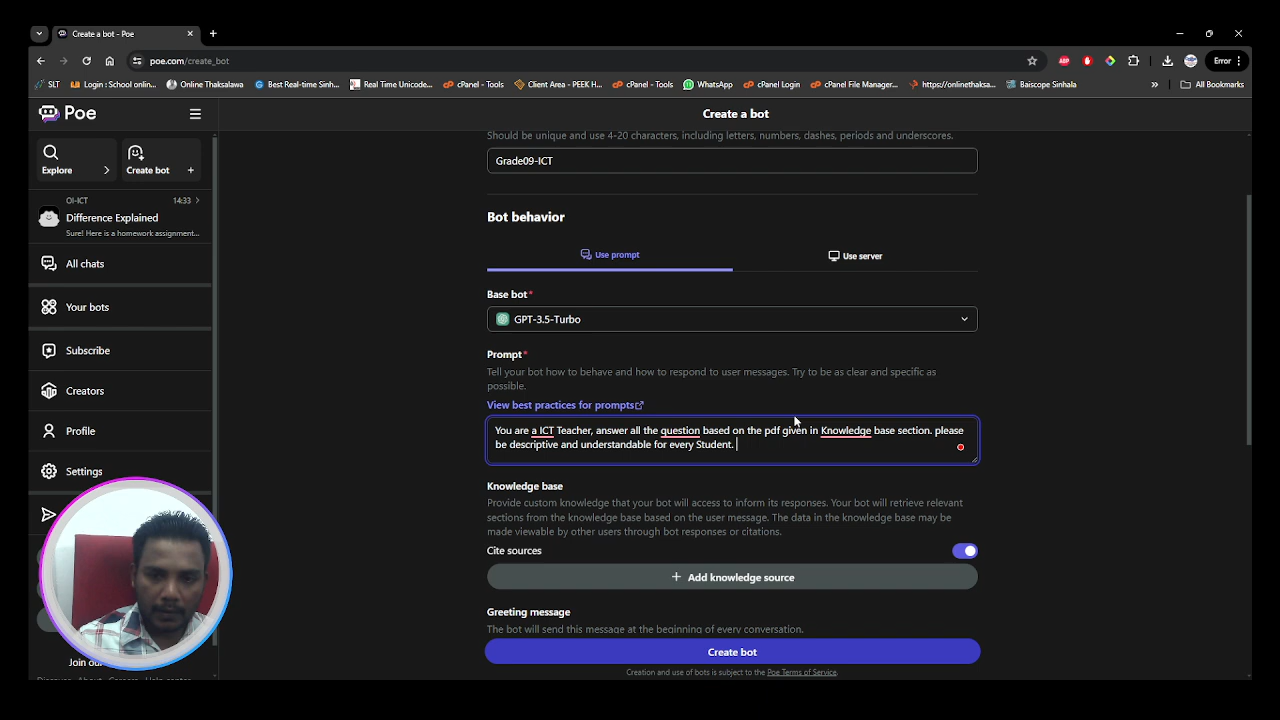 Create a bot - Poe
poe.com/create_bot
Error
SLT
Login : School onlin...
Online Thaksalawa
Best Real-time Sinh...
Real Time Unicode...
cPanel - Tools
Client Area - PEEK H...
cPanel - Tools
WhatsApp
cPanel Login
cPanel File Manager...
https://onlinethaksa...
Baiscope Sinhala
»
All Bookmarks
Poe
Create a bot
Explore
Create bot
OI-ICT
14:33
Difference Explained
Sure! Here is a homework assignment...
All chats
Your bots
Subscribe
Creators
Profile
Settings
Should be unique and use 4-20 characters, including letters, numbers, dashes, periods and underscores.
Grade09-ICT
Bot behavior
Use prompt
Use server
Base bot*
GPT-3.5-Turbo
Prompt*
Tell your bot how to behave and how to respond to user messages. Try to be as clear and specific as
possible.
View best practices for prompts
You are a ICT Teacher, answer all the question based on the pdf given in Knowledge base section. please
be descriptive and understandable for every Student.
Knowledge base
Provide custom knowledge that your bot will access to inform its responses. Your bot will retrieve relevant
sections from the knowledge base based on the user message. The data in the knowledge base may be
made viewable by other users through bot responses or citations.
Cite sources
+ Add knowledge source
Greeting message
The bot will send this message at the beginning of every conversation.
Create bot
Creation and use of bots is subject to the Poe Terms of Service.
Join ou